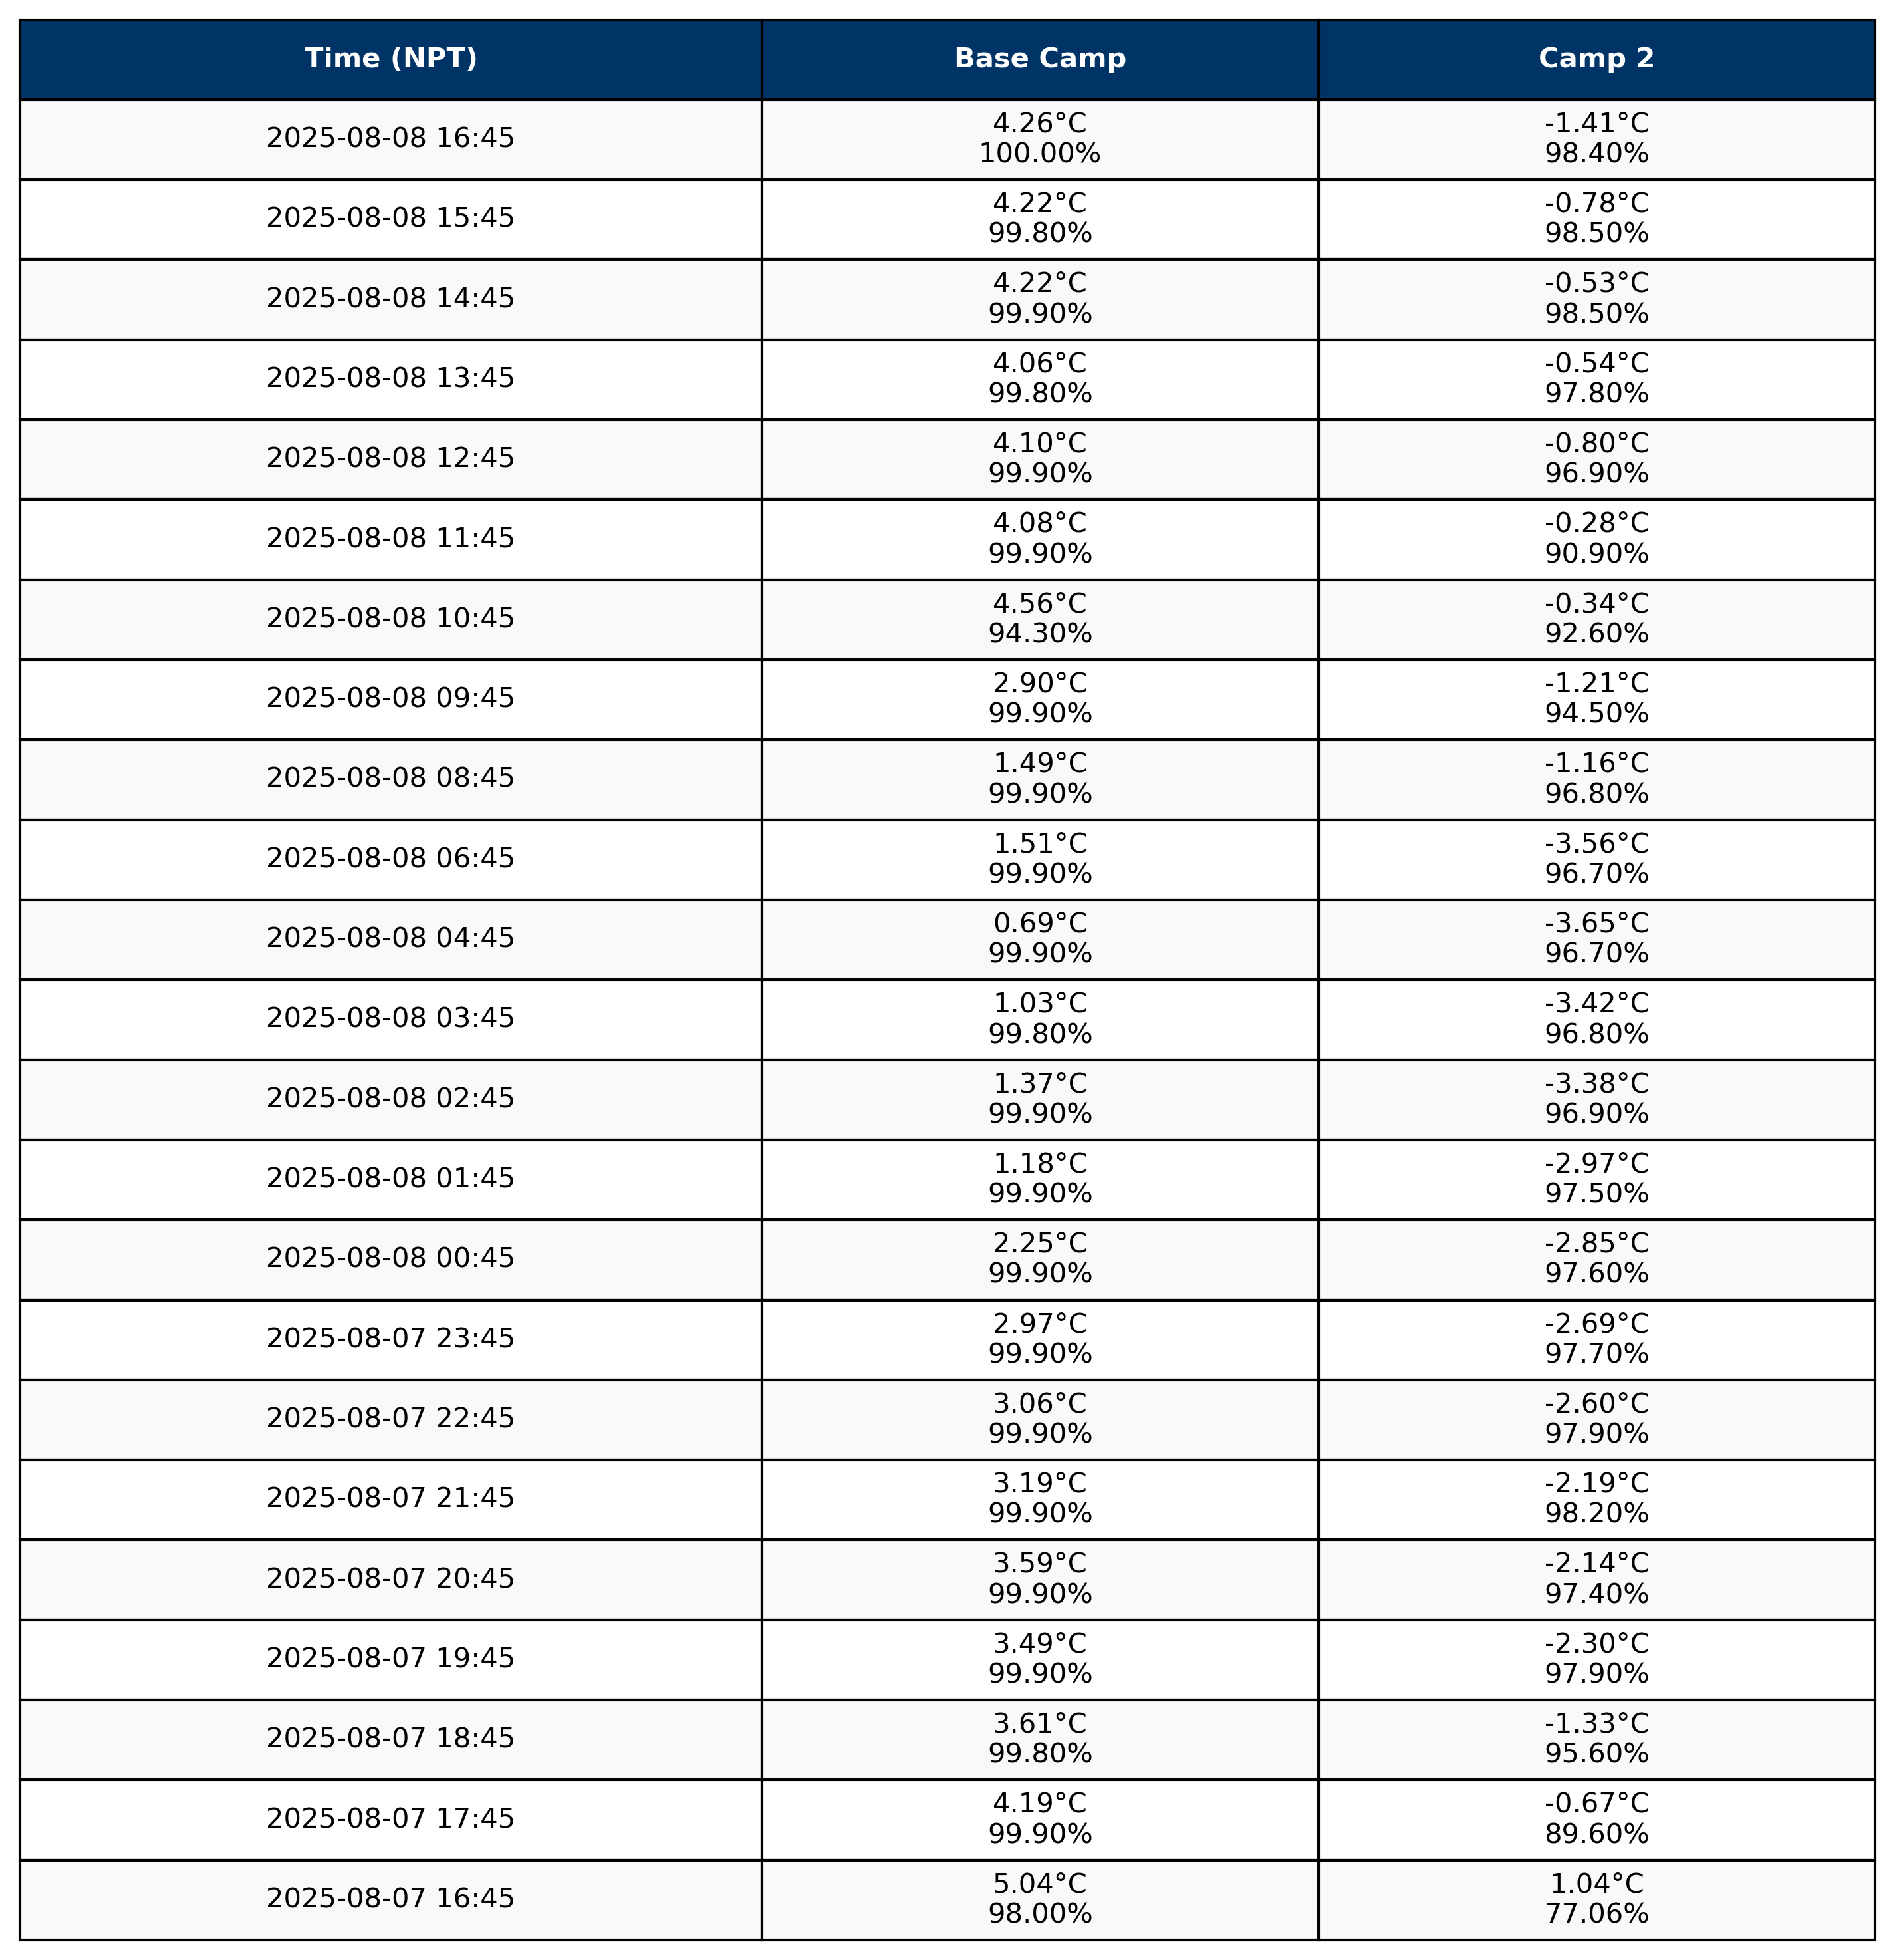 Time (NPT) Base Camp Camp 2
2025-08-08 16:45 4.26°C -1.41°C
100.00% 98.40%
2025-08-08 15:45 4.22°C -0.78°C
99.80% 98.50%
2025-08-08 14:45 4.22°C -0.53°C
99.90% 98.50%
2025-08-08 13:45 4.06°C -0.54°C
99.80% 97.80%
2025-08-08 12:45 4.10°C -0.80°C
99.90% 96.90%
2025-08-08 11:45 4.08°C -0.28°C
99.90% 90.90%
2025-08-08 10:45 4.56°C -0.34°C
94.30% 92.60%
2025-08-08 09:45 2.90°C -1.21°C
99.90% 94.50%
2025-08-08 08:45 1.49°C -1.16°C
99.90% 96.80%
2025-08-08 06:45 1.51°C -3.56°C
99.90% 96.70%
2025-08-08 04:45 0.69°C -3.65°C
99.90% 96.70%
2025-08-08 03:45 1.03°C -3.42°C
99.80% 96.80%
2025-08-08 02:45 1.37°C -3.38°C
99.90% 96.90%
2025-08-08 01:45 1.18°C -2.97°C
99.90% 97.50%
2025-08-08 00:45 2.25°C -2.85°C
99.90% 97.60%
2025-08-07 23:45 2.97°C -2.69°C
99.90% 97.70%
2025-08-07 22:45 3.06°C -2.60°C
99.90% 97.90%
2025-08-07 21:45 3.19°C -2.19°C
99.90% 98.20%
2025-08-07 20:45 3.59°C -2.14°C
99.90% 97.40%
2025-08-07 19:45 3.49°C -2.30°C
99.90% 97.90%
2025-08-07 18:45 3.61°C -1.33°C
99.80% 95.60%
2025-08-07 17:45 4.19°C -0.67°C
99.90% 89.60%
2025-08-07 16:45 5.04°C 1.04°C
98.00% 77.06%